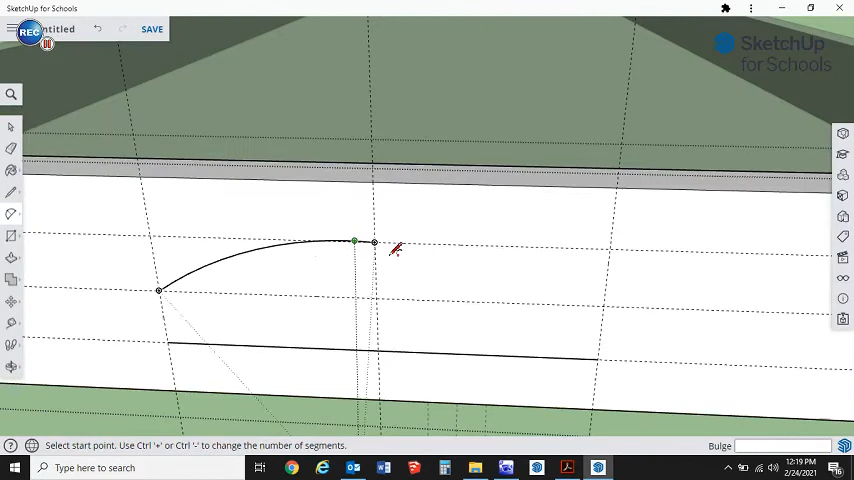 SketchUp for Schools
REC
ntitled
SAVE
SketchUp
for Schools
Select start point. Use Ctrl '+' or Ctrl '-' to change the number of segments.
Bulge
Type here to search
12:19 PM
2/24/2021
16